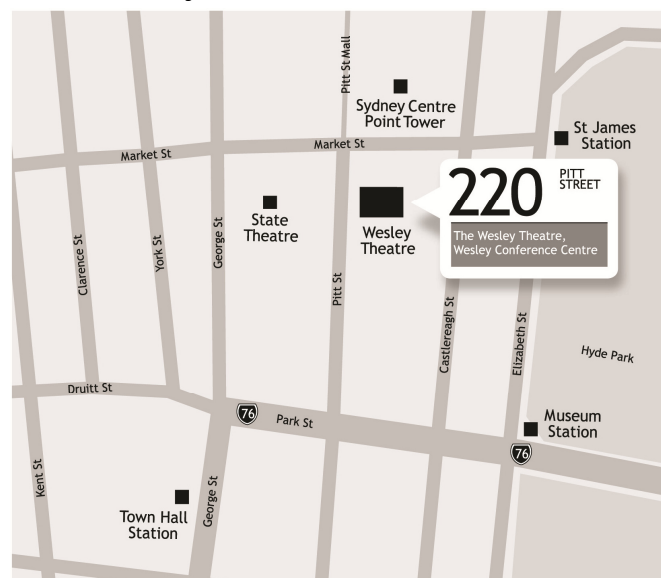 Pitt St Mall
Sydney Centre
Point Tower
St James
Station
Market St
Market St
220
PITT
STREET
The Wesley Theatre,
Wesley Conference Centre
State
Theatre
Wesley
Theatre
Clarence St
York St
George St
Pitt St
Castlereagh St
Elizabeth St
Hyde Park
Druitt St
76
Park St
Museum
Station
76
Kent St
George St
Town Hall
Station